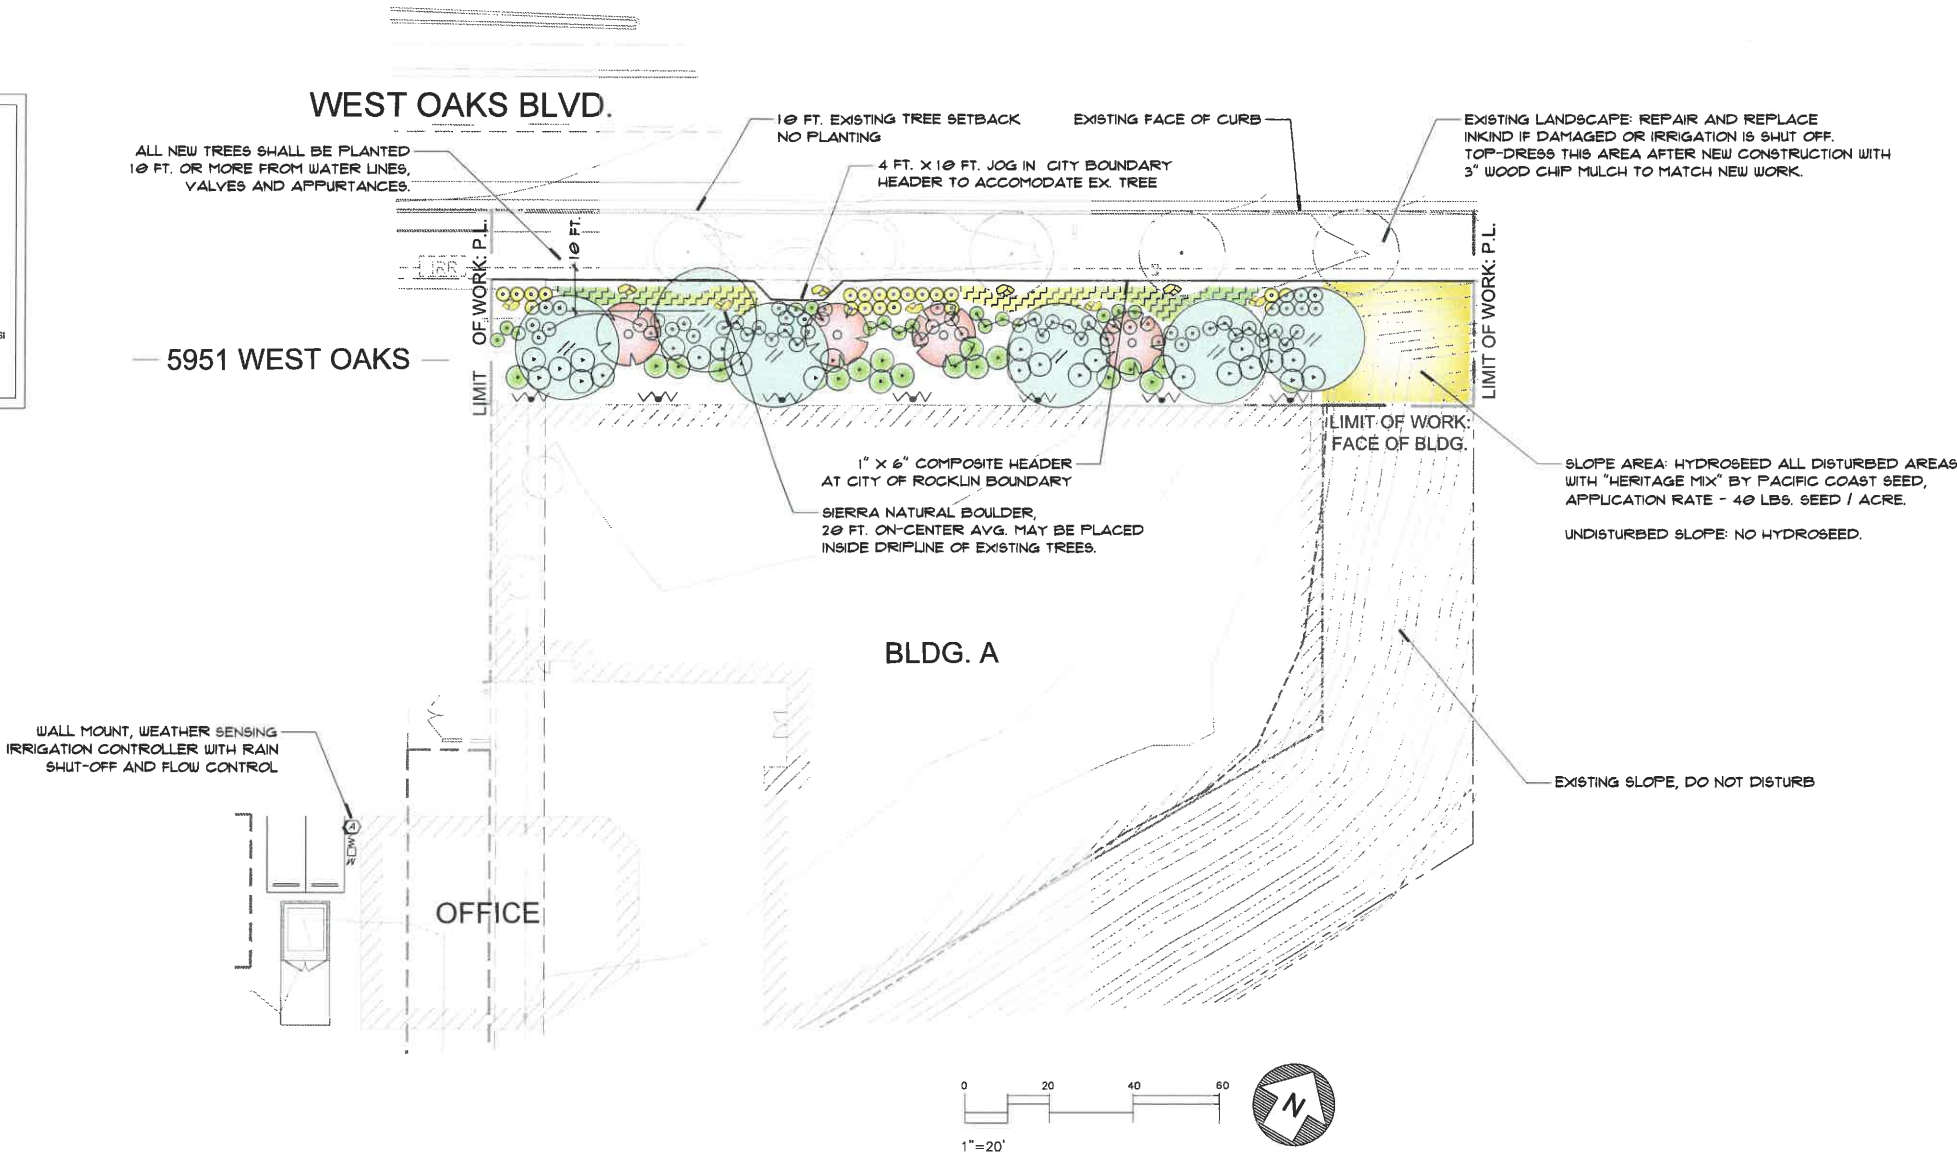 WEST OAKS BLVD.
ALL NEW TREES SHALL BE PLANTED
10 FT. OR MORE FROM WATER LINES,
VALVES AND APPURTANCES.
10 FT. EXISTING TREE SETBACK
NO PLANTING
4 FT. X 10 FT. JOG IN CITY BOUNDARY
HEADER TO ACCOMODATE EX. TREE
EXISTING FACE OF CURB
EXISTING LANDSCAPE: REPAIR AND REPLACE
INKIND IF DAMAGED OR IRRIGATION IS SHUT OFF.
TOP-DRESS THIS AREA AFTER NEW CONSTRUCTION WITH
3" WOOD CHIP MULCH TO MATCH NEW WORK.
LIMIT OF WORK: P.L.
10 FT.
IRR
LIMIT OF WORK: P.L.
5951 WEST OAKS
LIMIT OF WORK:
FACE OF BLDG.
1" X 6" COMPOSITE HEADER
AT CITY OF ROCKLIN BOUNDARY
SIERRA NATURAL BOULDER,
20 FT. ON-CENTER AVG. MAY BE PLACED
INSIDE DRIPLINE OF EXISTING TREES.
SLOPE AREA: HYDROSEED ALL DISTURBED AREAS
WITH "HERITAGE MIX" BY PACIFIC COAST SEED,
APPLICATION RATE - 40 LBS. SEED / ACRE.
UNDISTURBED SLOPE: NO HYDROSEED.
BLDG. A
WALL MOUNT, WEATHER SENSING
IRRIGATION CONTROLLER WITH RAIN
SHUT-OFF AND FLOW CONTROL
EXISTING SLOPE, DO NOT DISTURB
A
OFFICE
0 20 40 60
1"=20'
N